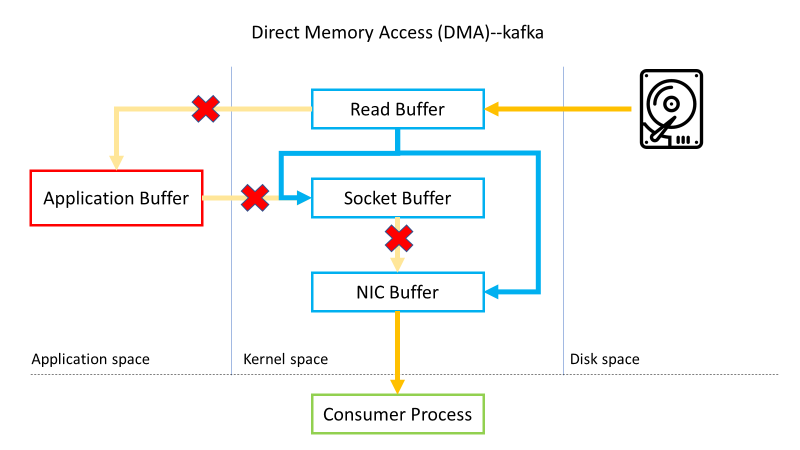 Direct Memory Access (DMA)--kafka
Read Buffer
Application Buffer
Socket Buffer
NIC Buffer
Application space
Kernel space
Disk space
Consumer Process